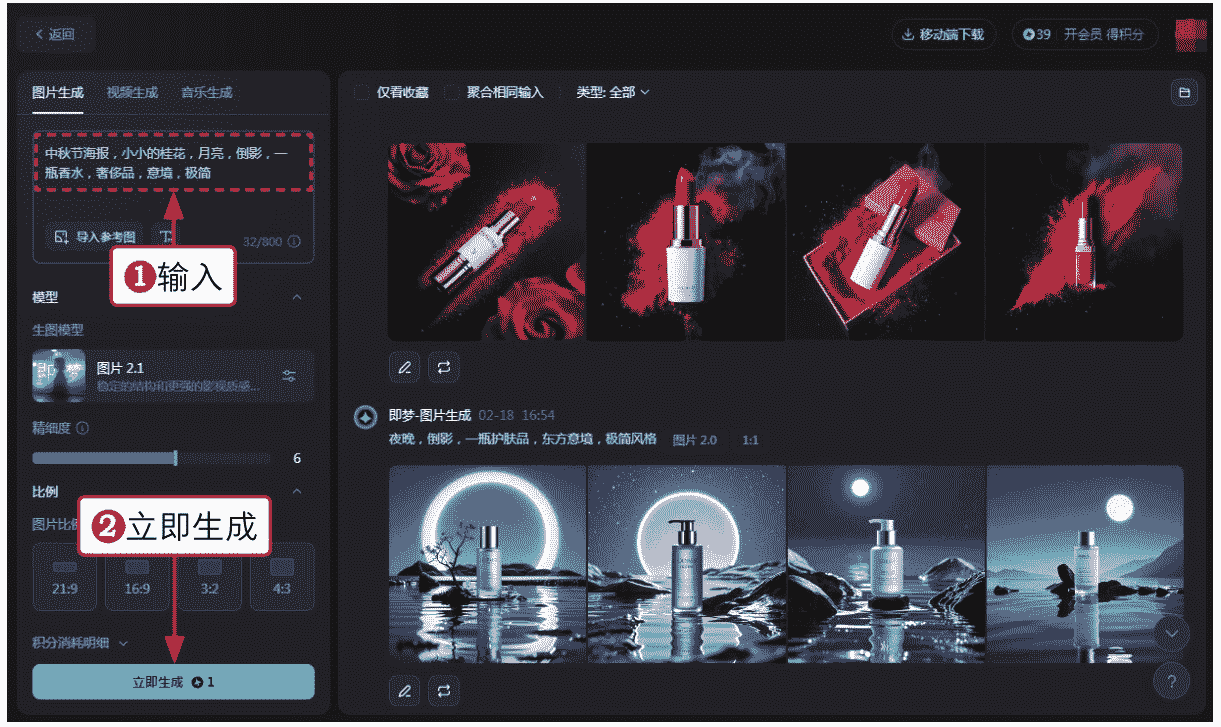 返回
移动端下载
39 开会员 得积分
图片生成 视频生成 音乐生成
仅看收藏 聚合相同输入 类型: 全部
中秋节海报，小小的桂花，月亮，倒影，一
瓶香水，奢侈品，意境，极简
导入参考图
32/800
❶输入
模型
生图模型
图片 2.1
稳定的结构和更强的影视质感...
精细度
6
比例
图片比例
❷立即生成
21:9 16:9 3:2 4:3
积分消耗明细
立即生成 1
即梦-图片生成 02-18 16:54
夜晚，倒影，一瓶护肤品，东方意境，极简风格 图片 2.0 1:1
?